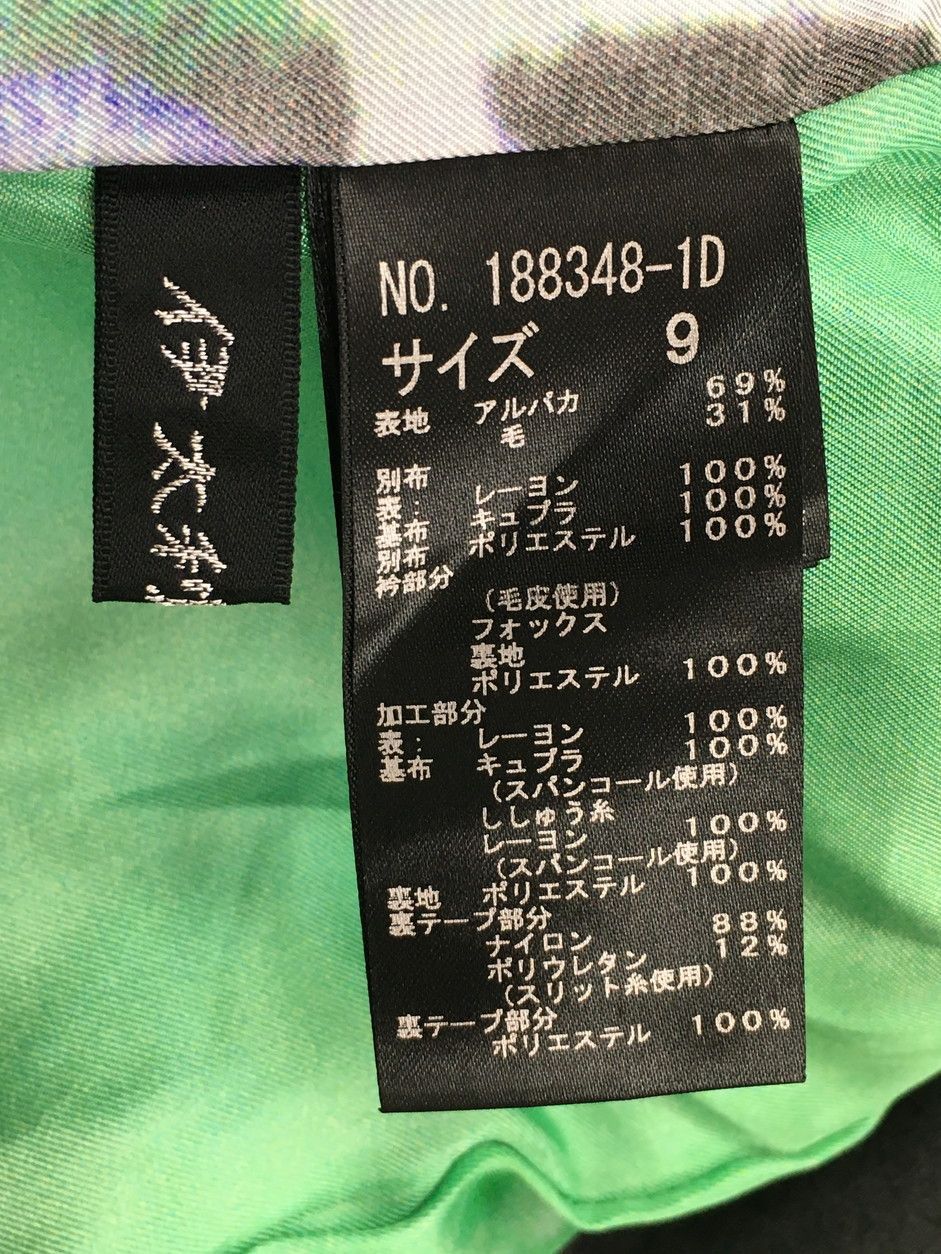 伊太利
NO. 188348-1D
サイズ 9
表地 アルパカ 69%
毛 31%
別布
表: レーヨン 100%
基布 キュプラ 100%
別布 ポリエステル 100%
衿部分
(毛皮使用)
フォックス
裏地
ポリエステル 100%
加工部分
表: レーヨン 100%
基布 キュプラ 100%
(スパンコール使用)
ししゅう糸
レーヨン 100%
(スパンコール使用)
裏地 ポリエステル 100%
裏テープ部分
ナイロン 88%
ポリウレタン 12%
(スリット糸使用)
裏テープ部分
ポリエステル 100%